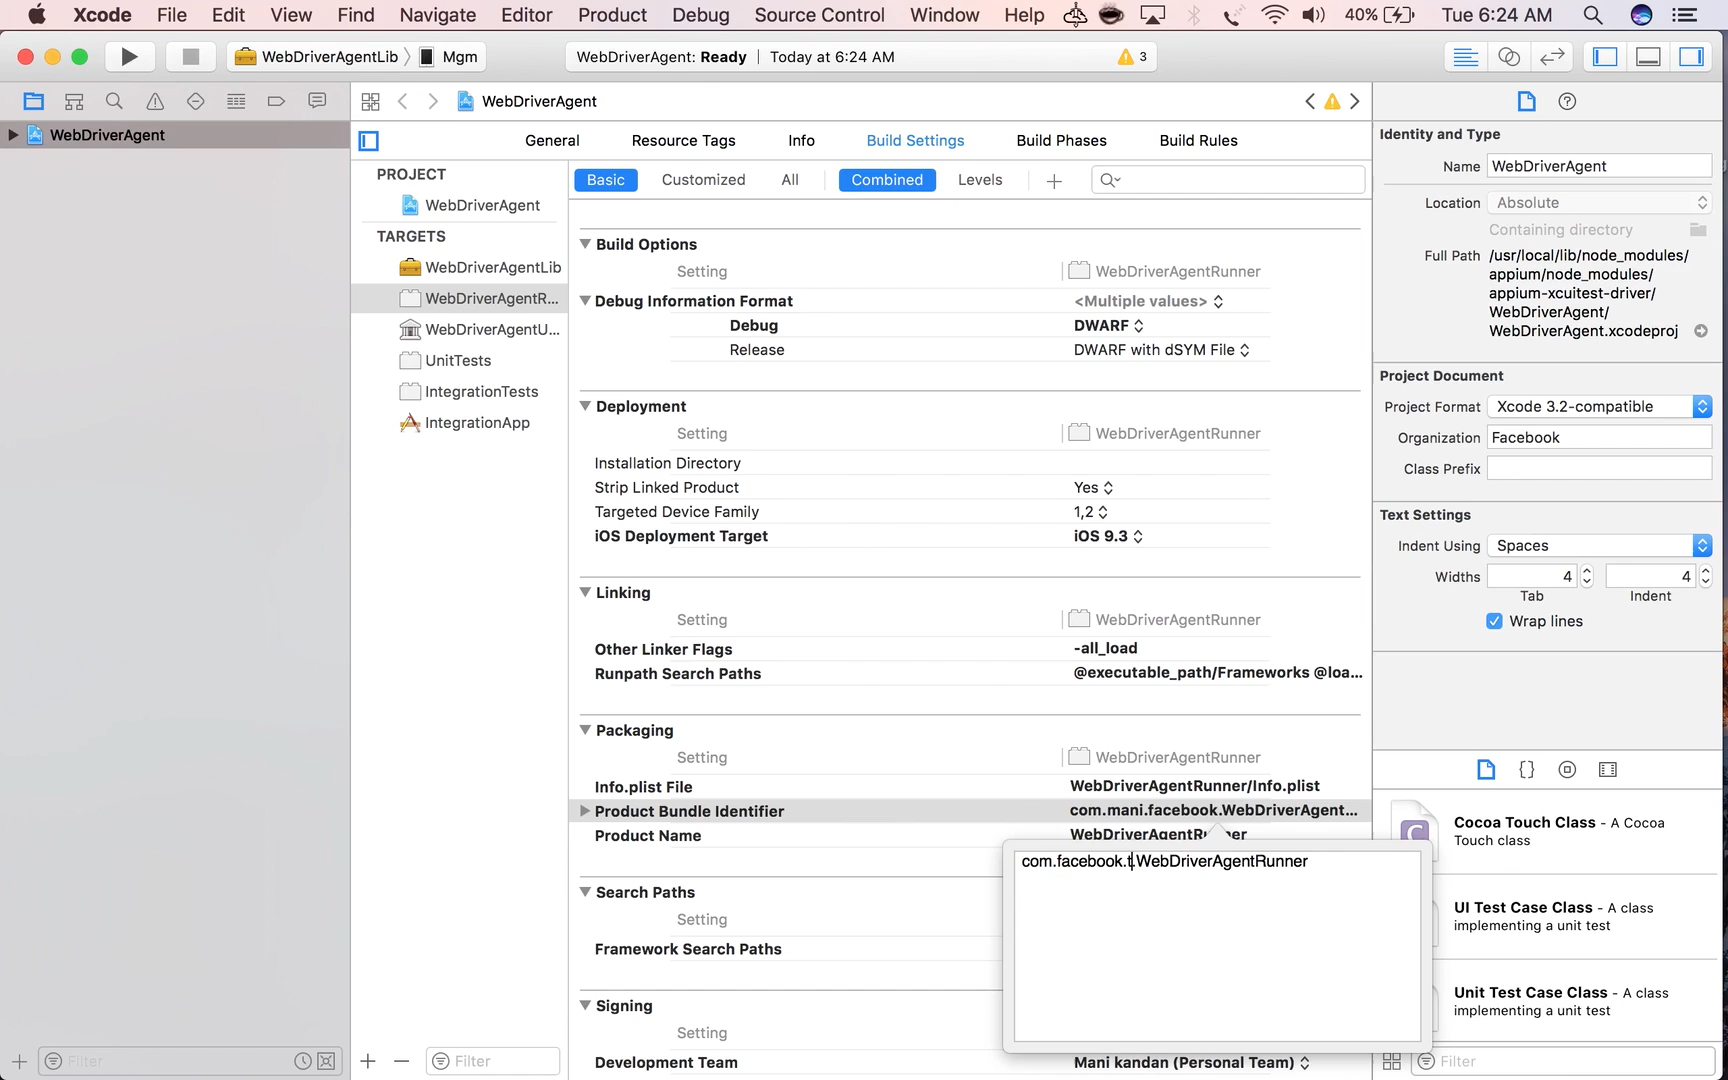 Xcode File Edit View Find Navigate Editor Product Debug Source Control Window Help 40% Tue 6:24 AM
WebDriverAgentLib Mgm WebDriverAgent: Ready | Today at 6:24 AM 3
WebDriverAgent
WebDriverAgent
General Resource Tags Info Build Settings Build Phases Build Rules
PROJECT
WebDriverAgent
TARGETS
WebDriverAgentLib
WebDriverAgentR...
WebDriverAgentU...
UnitTests
IntegrationTests
IntegrationApp
Basic Customized All Combined Levels
Build Options
Setting WebDriverAgentRunner
Debug Information Format <Multiple values>
Debug DWARF
Release DWARF with dSYM File
Deployment
Setting WebDriverAgentRunner
Installation Directory
Strip Linked Product Yes
Targeted Device Family 1,2
iOS Deployment Target iOS 9.3
Linking
Setting WebDriverAgentRunner
Other Linker Flags -all_load
Runpath Search Paths @executable_path/Frameworks @loa...
Packaging
Setting WebDriverAgentRunner
Info.plist File WebDriverAgentRunner/Info.plist
Product Bundle Identifier com.mani.facebook.WebDriverAgent...
Product Name WebDriverAgentRunner
com.facebook.t.WebDriverAgentRunner
Search Paths
Setting
Framework Search Paths
Signing
Setting
Development Team Mani kandan (Personal Team)
Identity and Type
Name WebDriverAgent
Location Absolute
Containing directory
Full Path /usr/local/lib/node_modules/
appium/node_modules/
appium-xcuitest-driver/
WebDriverAgent/
WebDriverAgent.xcodeproj
Project Document
Project Format Xcode 3.2-compatible
Organization Facebook
Class Prefix
Text Settings
Indent Using Spaces
Widths 4 4
Tab Indent
Wrap lines
Cocoa Touch Class - A Cocoa
Touch class
UI Test Case Class - A class
implementing a unit test
Unit Test Case Class - A class
implementing a unit test
Filter
Filter
Filter